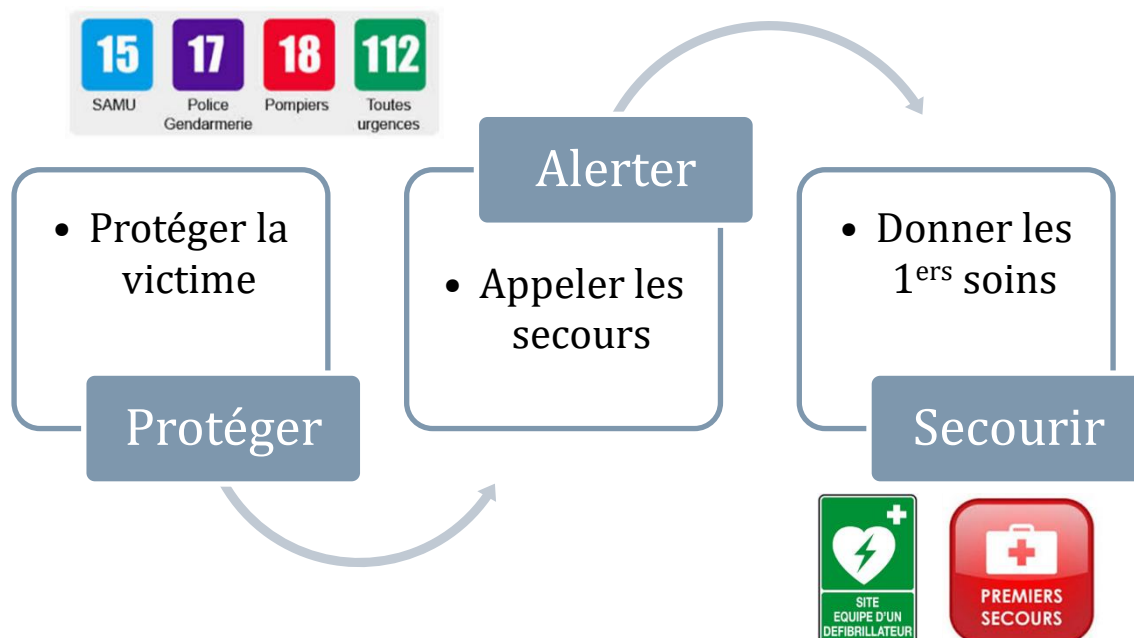 15 17 18 112
SAMU Police Pompiers Toutes
Gendarmerie urgences
• Protéger la
victime
Protéger
Alerter
• Appeler les
secours
• Donner les
1ers soins
Secourir
SITE
EQUIPE D'UN
DEFIBRILLATEUR
PREMIERS
SECOURS